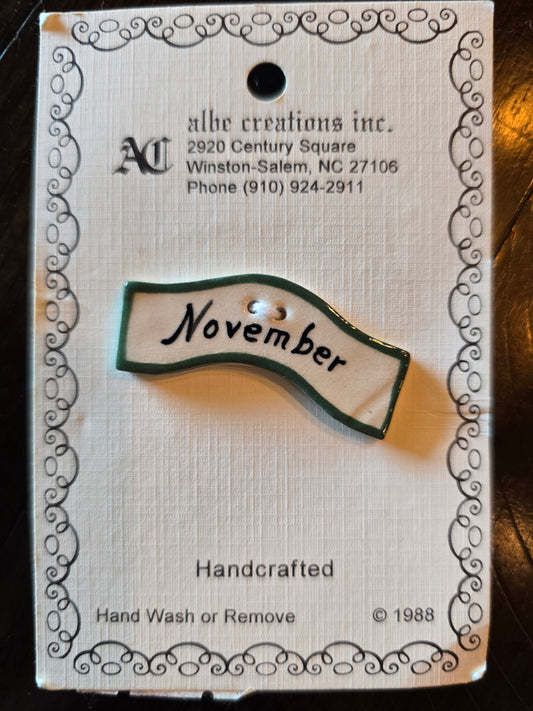 albe creations inc.
AC
2920 Century Square
Winston-Salem, NC 27106
Phone (910) 924-2911
November
Handcrafted
Hand Wash or Remove © 1988